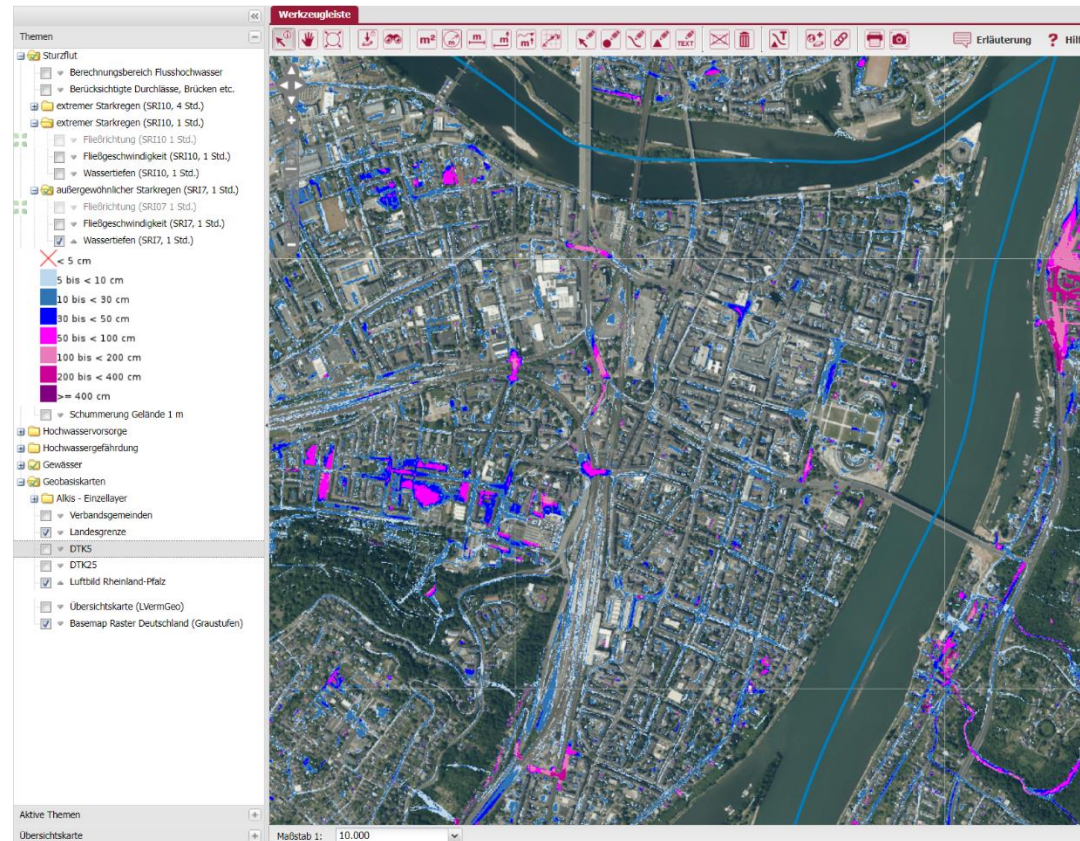 Themen
Sturzflut
Berechnungsbereich Flusshochwasser
Berücksichtigte Durchlässe, Brücken etc.
extremer Starkregen (SRI10, 4 Std.)
extremer Starkregen (SRI10, 1 Std.)
Fließrichtung (SRI10 1 Std.)
Fließgeschwindigkeit (SRI10, 1 Std.)
Wassertiefen (SRI10, 1 Std.)
außergewöhnlicher Starkregen (SRI7, 1 Std.)
Fließrichtung (SRI07 1 Std.)
Fließgeschwindigkeit (SRI7, 1 Std.)
Wassertiefen (SRI7, 1 Std.)
< 5 cm
5 bis < 10 cm
10 bis < 30 cm
30 bis < 50 cm
50 bis < 100 cm
100 bis < 200 cm
200 bis < 400 cm
>= 400 cm
Schummerung Gelände 1 m
Hochwasservorsorge
Hochwassergefährdung
Gewässer
Geobasiskarten
Alkis - Einzellayer
Verbandsgemeinden
Landesgrenze
DTK5
DTK25
Luftbild Rheinland-Pfalz
Übersichtskarte (LVermGeo)
Basemap Raster Deutschland (Graustufen)
Aktive Themen
Übersichtskarte
Werkzeugleiste
m² m m m TEXT T Erläuterung ? Hilf
Maßstab 1: 10.000